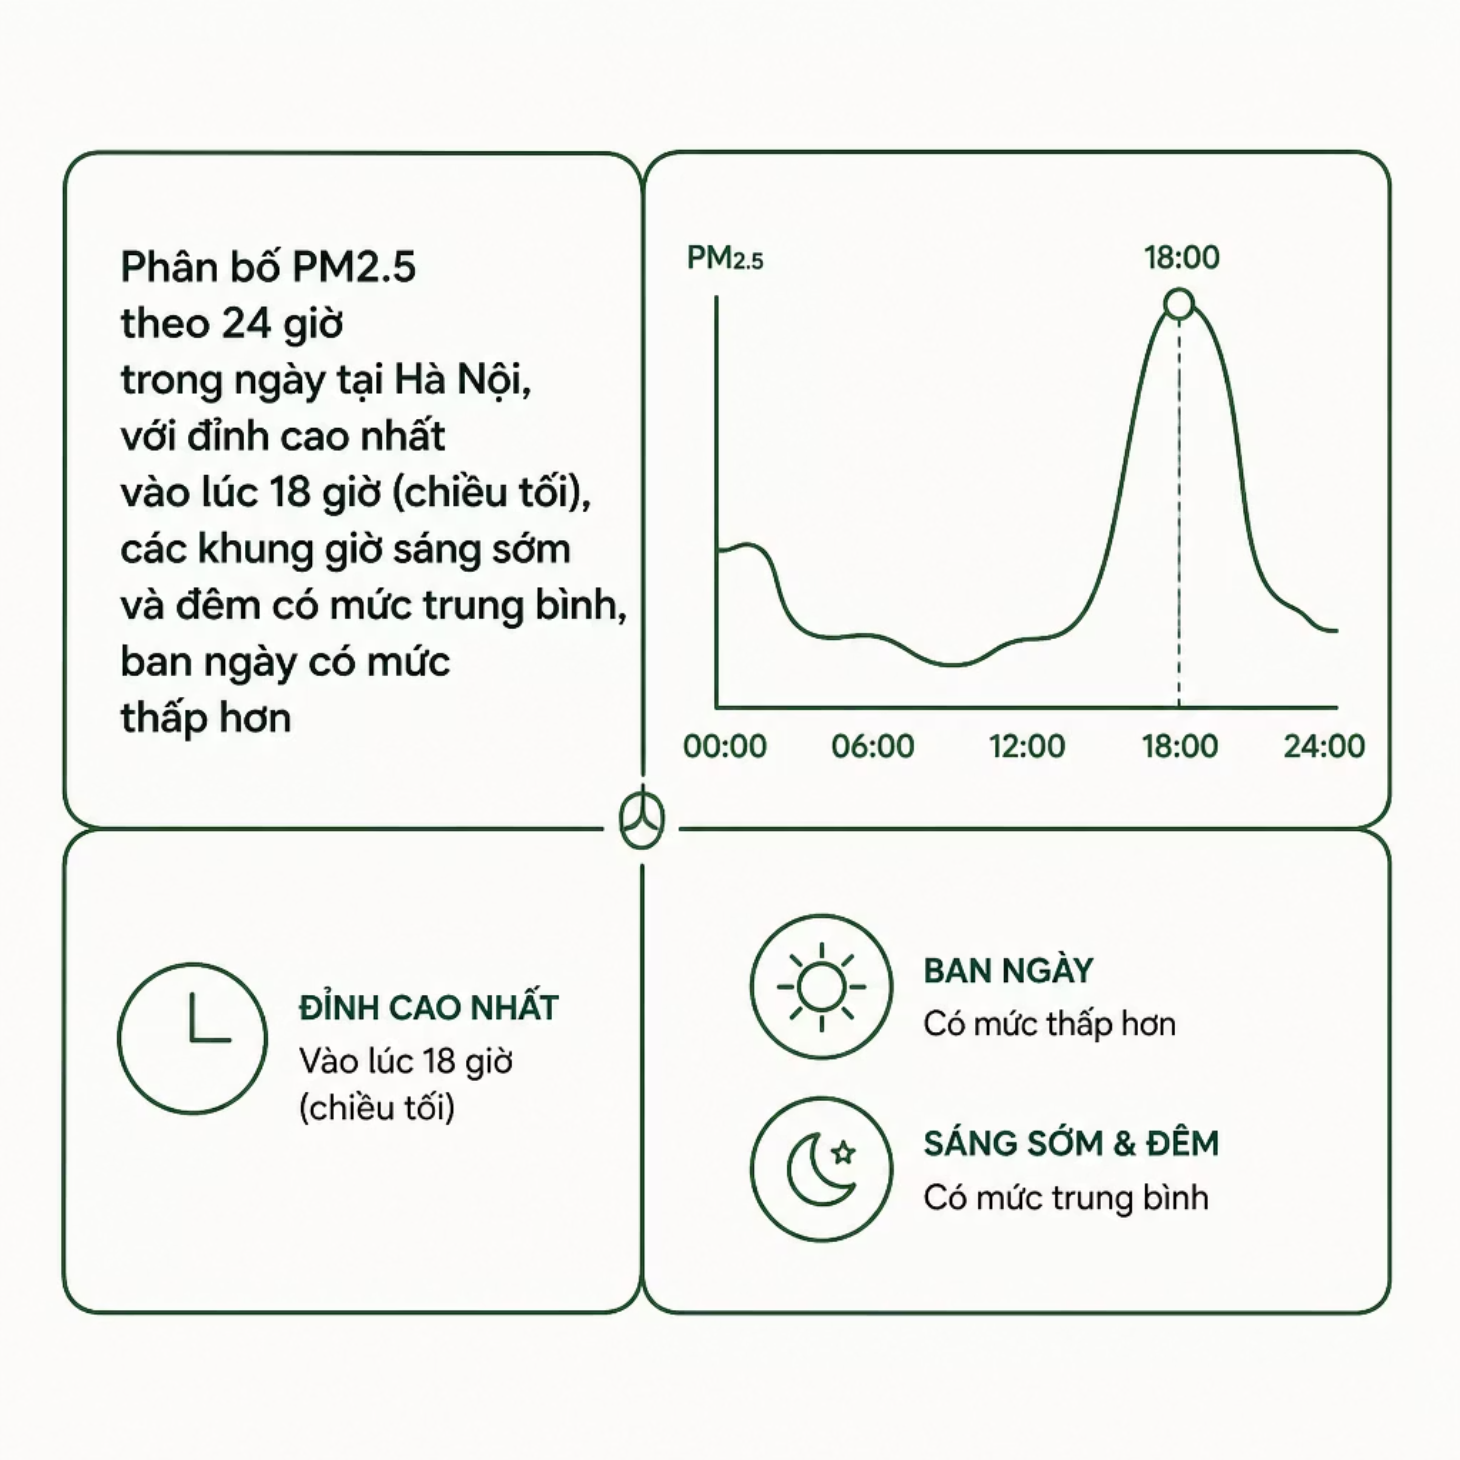 Phân bố PM2.5
theo 24 giờ
trong ngày tại Hà Nội,
với đỉnh cao nhất
vào lúc 18 giờ (chiều tối),
các khung giờ sáng sớm
và đêm có mức trung bình,
ban ngày có mức
thấp hơn
PM2.5
18:00
00:00 06:00 12:00 18:00 24:00
ĐỈNH CAO NHẤT
Vào lúc 18 giờ
(chiều tối)
BAN NGÀY
Có mức thấp hơn
SÁNG SỚM & ĐÊM
Có mức trung bình